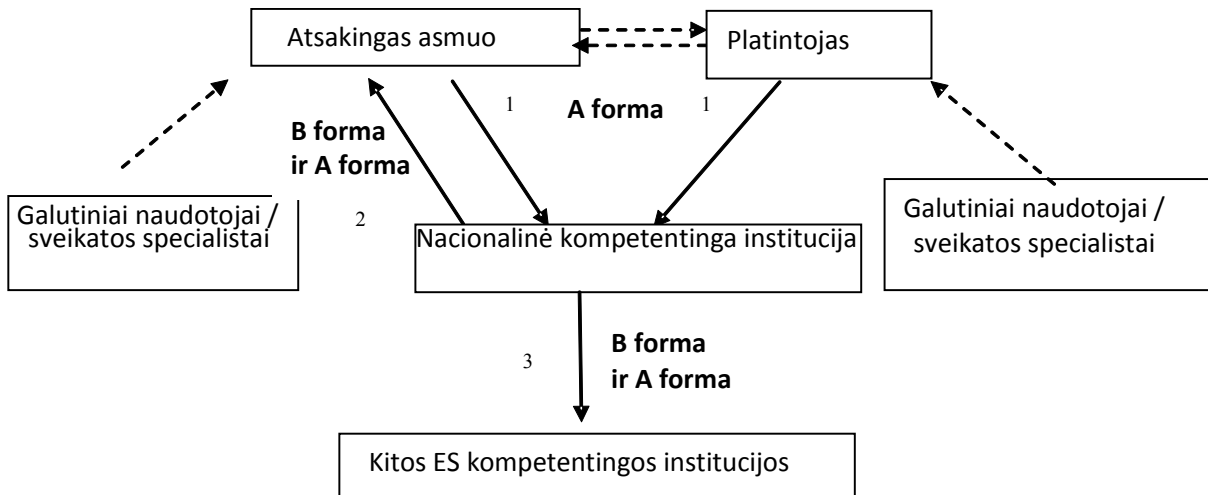 Atsakingas asmuo
Platintojas
1
A forma
1
B forma
ir A forma
Galutiniai naudotojai /
sveikatos specialistai
2
Nacionalinė kompetentinga institucija
Galutiniai naudotojai /
sveikatos specialistai
3
B forma
ir A forma
Kitos ES kompetentingos institucijos